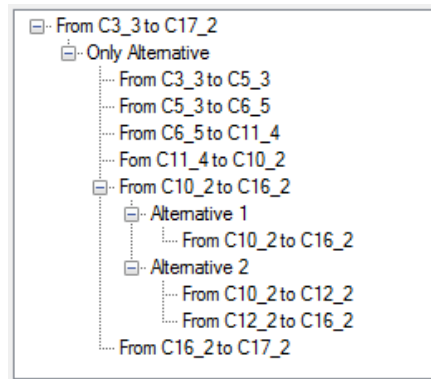 From C3_3 to C17_2
Only Alternative
From C3_3 to C5_3
From C5_3 to C6_5
From C6_5 to C11_4
Fom C11_4 to C10_2
From C10_2 to C16_2
Alternative 1
From C10_2 to C16_2
Alternative 2
From C10_2 to C12_2
From C12_2 to C16_2
From C16_2 to C17_2